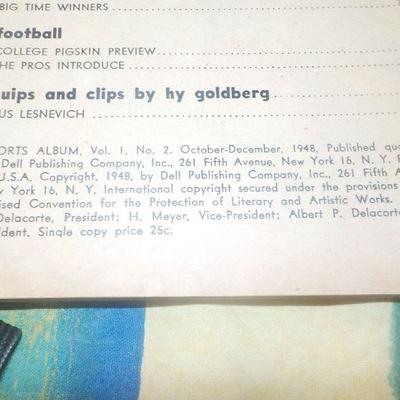 BIG TIME WINNERS
football
COLLEGE PIGSKIN PREVIEW
HE PROS INTRODUCE
uips and clips by hy goldberg
US LESNEVICH
ORTS ALBUM, Vol. 1, No. 2. October-December, 1948, Published qua
Dell Publishing Company, Inc., 261 Fifth Avenue, New York 16, N. Y. P
U.S.A. Copyright, 1948, by Dell Publishing Company, Inc., 261 Fifth A
w York 16, N. Y. International copyright secured under the provisions
ised Convention for the Protection of Literary and Artistic Works.
Delacorte, President; H. Meyer, Vice-President; Albert P. Delacor
ident. Single copy price 25c.